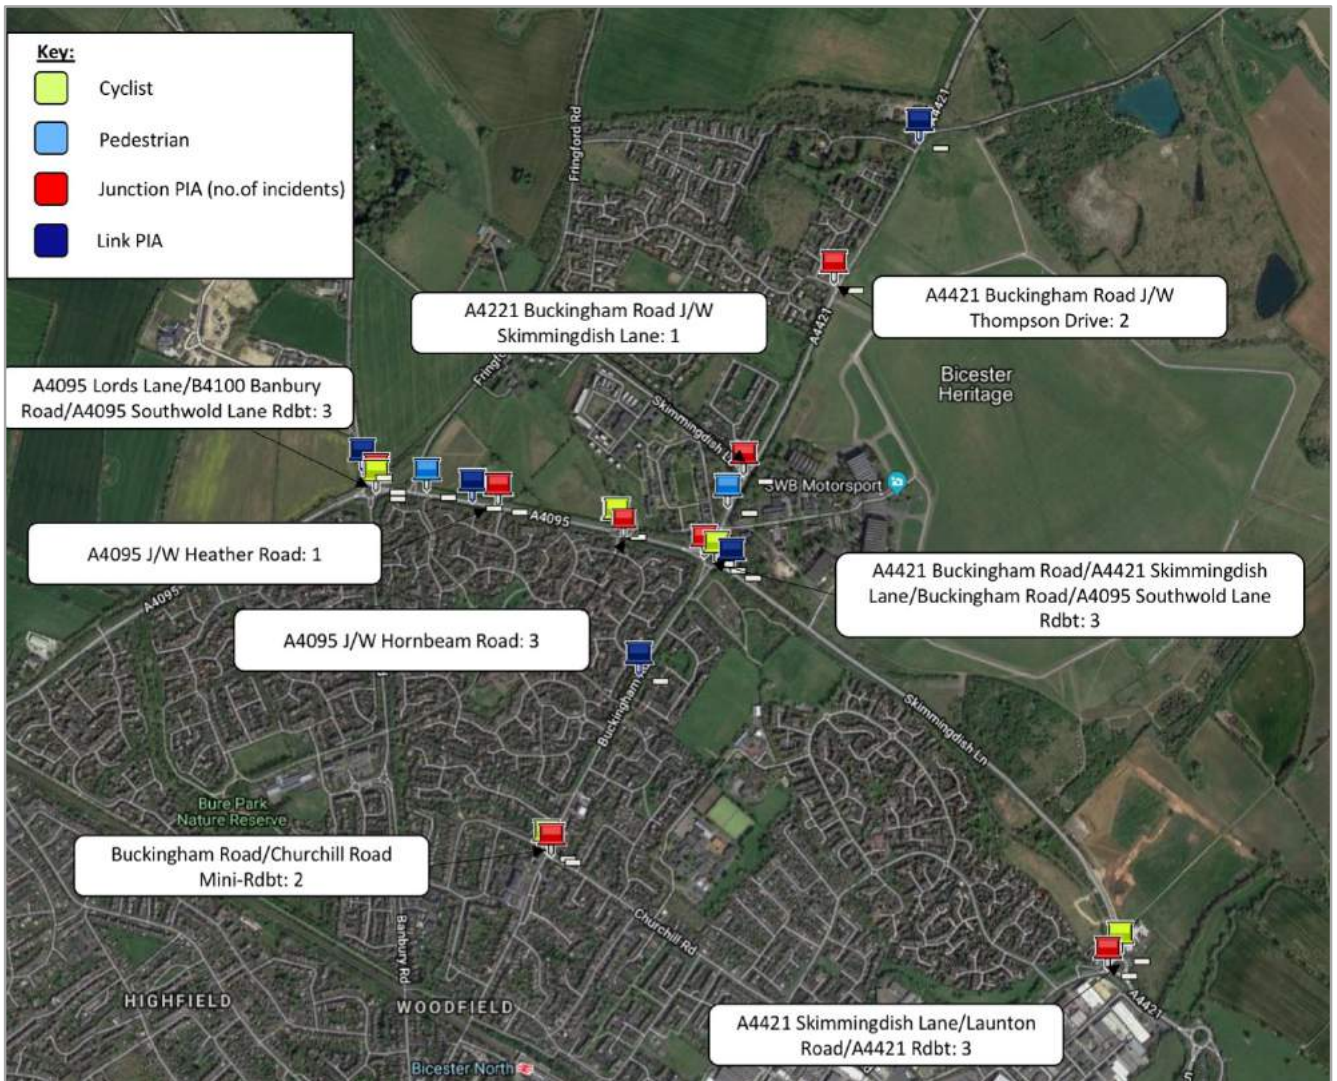 Key:
Cyclist
Pedestrian
Junction PIA (no.of incidents)
Link PIA
Fringford Rd
A4421
A4221 Buckingham Road J/W
Skimmingdish Lane: 1
A4421 Buckingham Road J/W
Thompson Drive: 2
A4421
A4095 Lords Lane/B4100 Banbury
Road/A4095 Southwold Lane Rdbt: 3
Bicester
Heritage
SWB Motorsport
A4095
A4095 J/W Heather Road: 1
A4095
A4421 Buckingham Road/A4421 Skimmingdish
Lane/Buckingham Road/A4095 Southwold Lane
Rdbt: 3
A4095 J/W Hornbeam Road: 3
Buckingham
Skimmingdish Ln
Bure Park
Nature Reserve
Buckingham Road/Churchill Road
Mini-Rdbt: 2
Churchill Rd
Banbury Rd
HIGHFIELD
WOODFIELD
A4421
A4421 Skimmingdish Lane/Launton
Road/A4421 Rdbt: 3
Bicester North